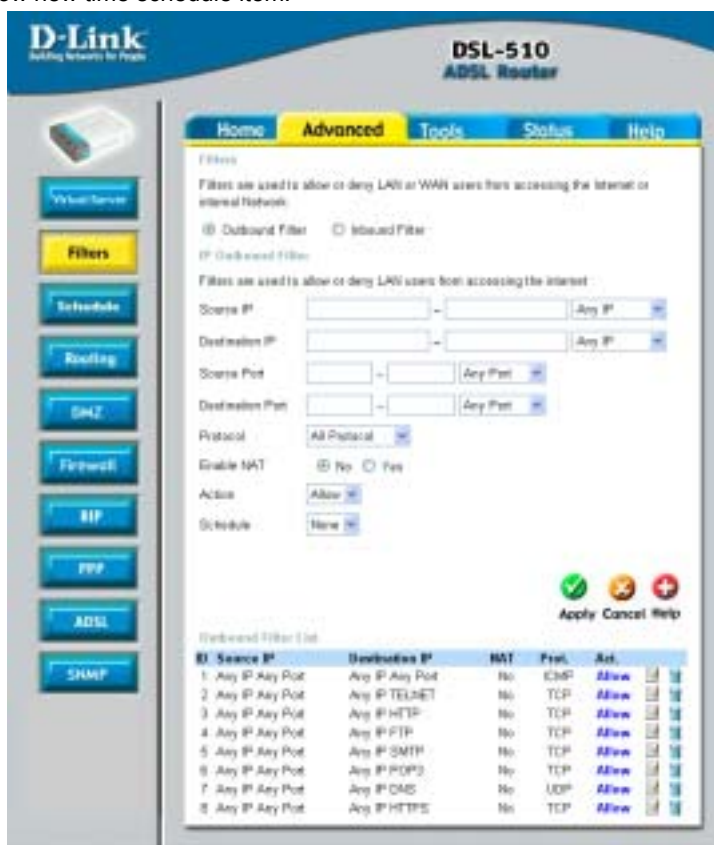 time schedule item.
D-Link
Building Networks for People
DSL-510
ADSL Router
Home Advanced Tools Status Help
Virtual Server
Filters
Schedule
Routing
DMZ
Firewall
RIP
PPP
ADSL
SNMP
Filters
Filters are used to allow or deny LAN or WAN users from accessing the Internet or
internal Network.
Outbound Filter Inbound Filter
IP Outbound Filter
Filters are used to allow or deny LAN users from accessing the internet
Source IP - Any IP
Destination IP - Any IP
Source Port - Any Port
Destination Port - Any Port
Protocol All Protocol
Enable NAT No Yes
Action Allow
Schedule None
Apply Cancel Help
Outbound Filter List
ID Source IP Destination IP NAT Prot. Act.
1 Any IP Any Port Any IP Any Port No ICMP Allow
2 Any IP Any Port Any IP TELNET No TCP Allow
3 Any IP Any Port Any IP HTTP No TCP Allow
4 Any IP Any Port Any IP FTP No TCP Allow
5 Any IP Any Port Any IP SMTP No TCP Allow
6 Any IP Any Port Any IP POP3 No TCP Allow
7 Any IP Any Port Any IP DNS No UDP Allow
8 Any IP Any Port Any IP HTTPS No TCP Allow